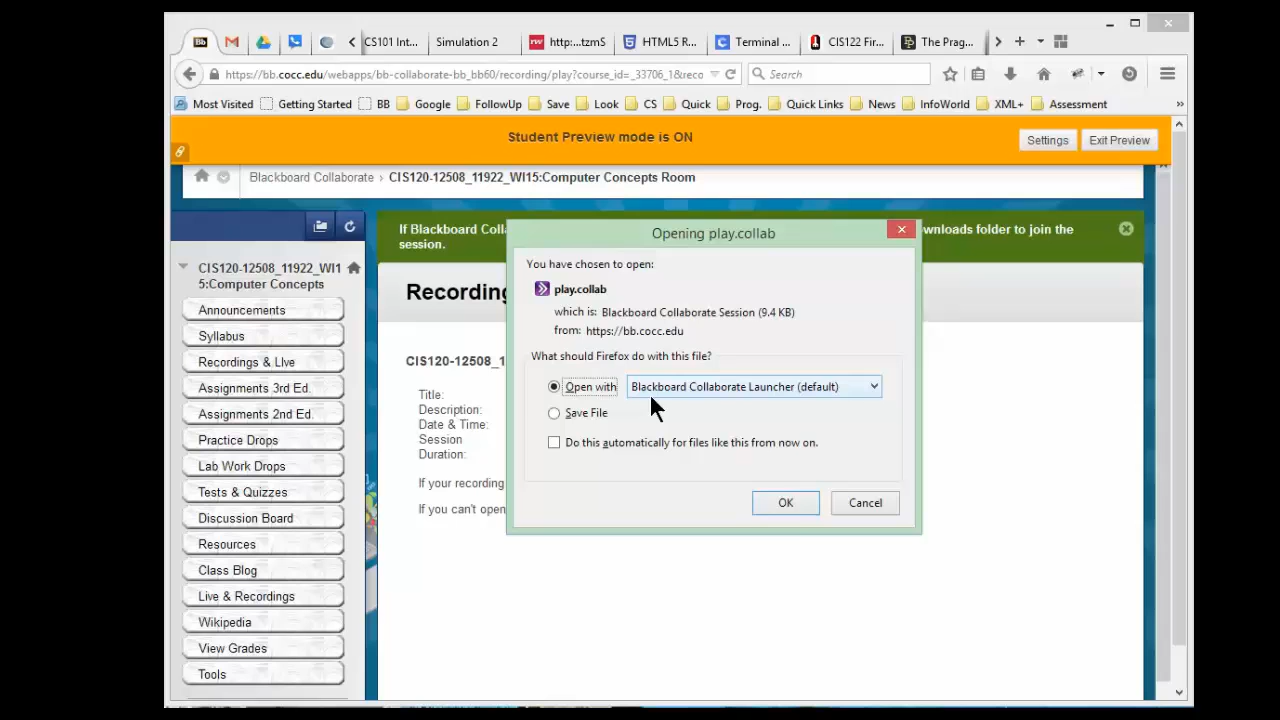 Bb
CS101 Int...
Simulation 2
rw http:...tzmS
HTML5 R...
Terminal ...
CIS122 Fir...
The Prag...
https://bb.cocc.edu/webapps/bb-collaborate-bb_bb60/recording/play?course_id=_33706_1&reco
Search
Most Visited
Getting Started
BB
Google
FollowUp
Save
Look
CS
Quick
Prog.
Quick Links
News
InfoWorld
XML+
Assessment
»
Student Preview mode is ON
Settings
Exit Preview
Blackboard Collaborate > CIS120-12508_11922_WI15:Computer Concepts Room
If Blackboard Colla
wnloads folder to join the
session.
CIS120-12508_11922_WI1
5:Computer Concepts
Announcements
Syllabus
Recordings & LIve
Assignments 3rd Ed.
Assignments 2nd Ed.
Practice Drops
Lab Work Drops
Tests & Quizzes
Discussion Board
Resources
Class Blog
Live & Recordings
Wikipedia
View Grades
Tools
Recording
CIS120-12508_1
Title:
Description:
Date & Time:
Session
Duration:
If your recording
If you can't open
Opening play.collab
You have chosen to open:
play.collab
which is: Blackboard Collaborate Session (9.4 KB)
from: https://bb.cocc.edu
What should Firefox do with this file?
Open with
Blackboard Collaborate Launcher (default)
Save File
Do this automatically for files like this from now on.
OK
Cancel